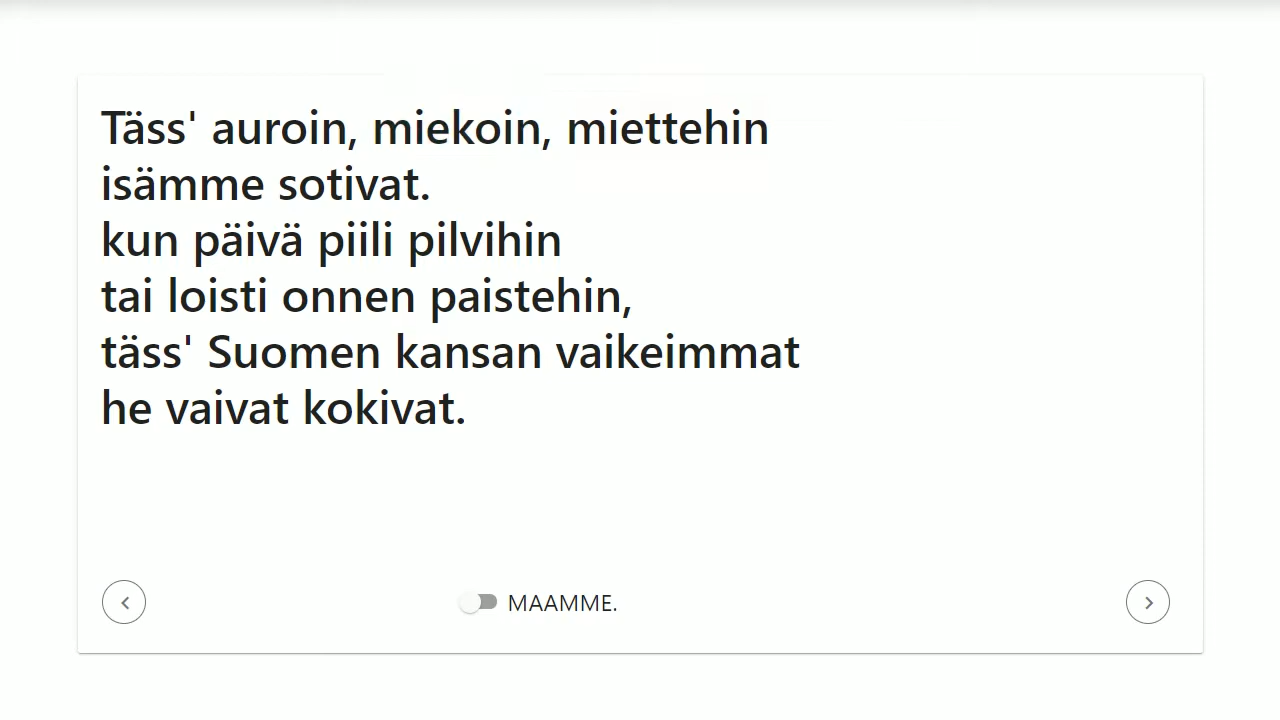 Täss' auroin, miekoin, miettehin
isämme sotivat.
kun päivä piili pilvihin
tai loisti onnen paistehin,
täss' Suomen kansan vaikeimmat
he vaivat kokivat.
MAAMME.